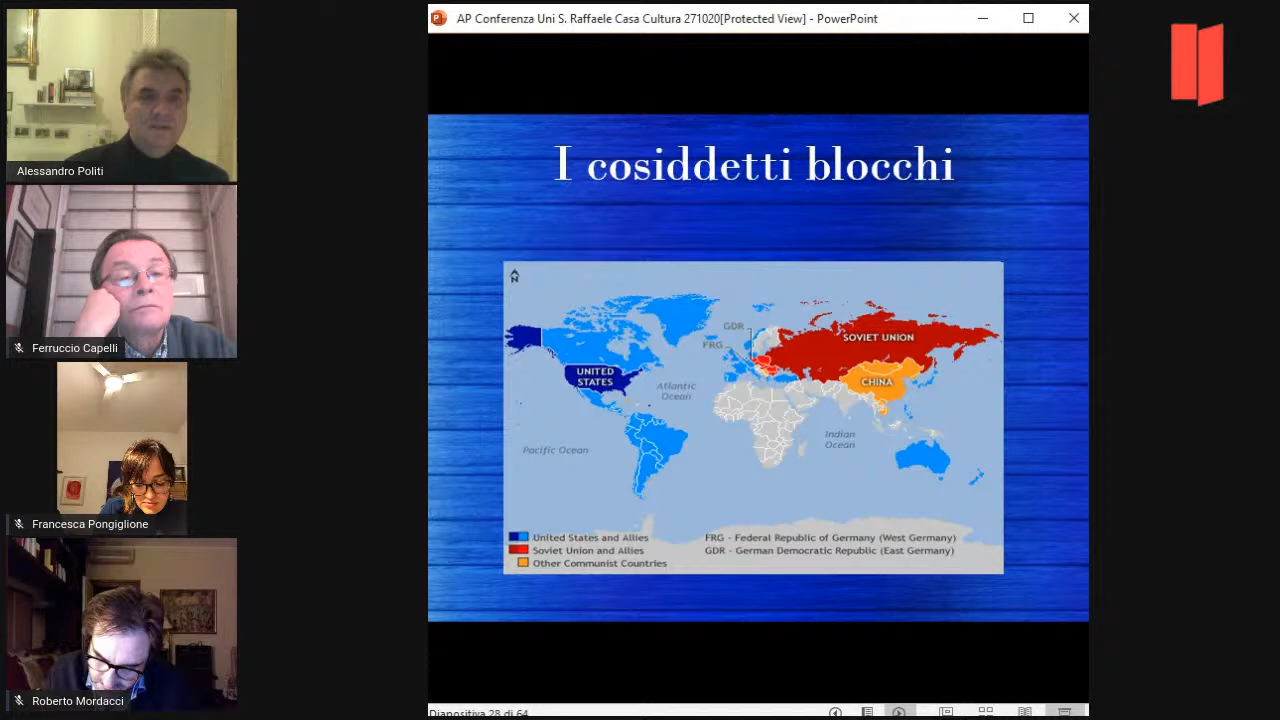 AP Conferenza Uni S. Raffaele Casa Cultura 271020[Protected View] - PowerPoint
Alessandro Politi
Ferruccio Capelli
Francesca Pongiglione
Roberto Mordacci
I cosiddetti blocchi
N
GDR
FRG
SOVIET UNION
UNITED
STATES
CHINA
Atlantic
Ocean
Indian
Ocean
Pacific Ocean
United States and Allies
Soviet Union and Allies
Other Communist Countries
FRG - Federal Republic of Germany (West Germany)
GDR - German Democratic Republic (East Germany)
Diapositiva 28 di 64